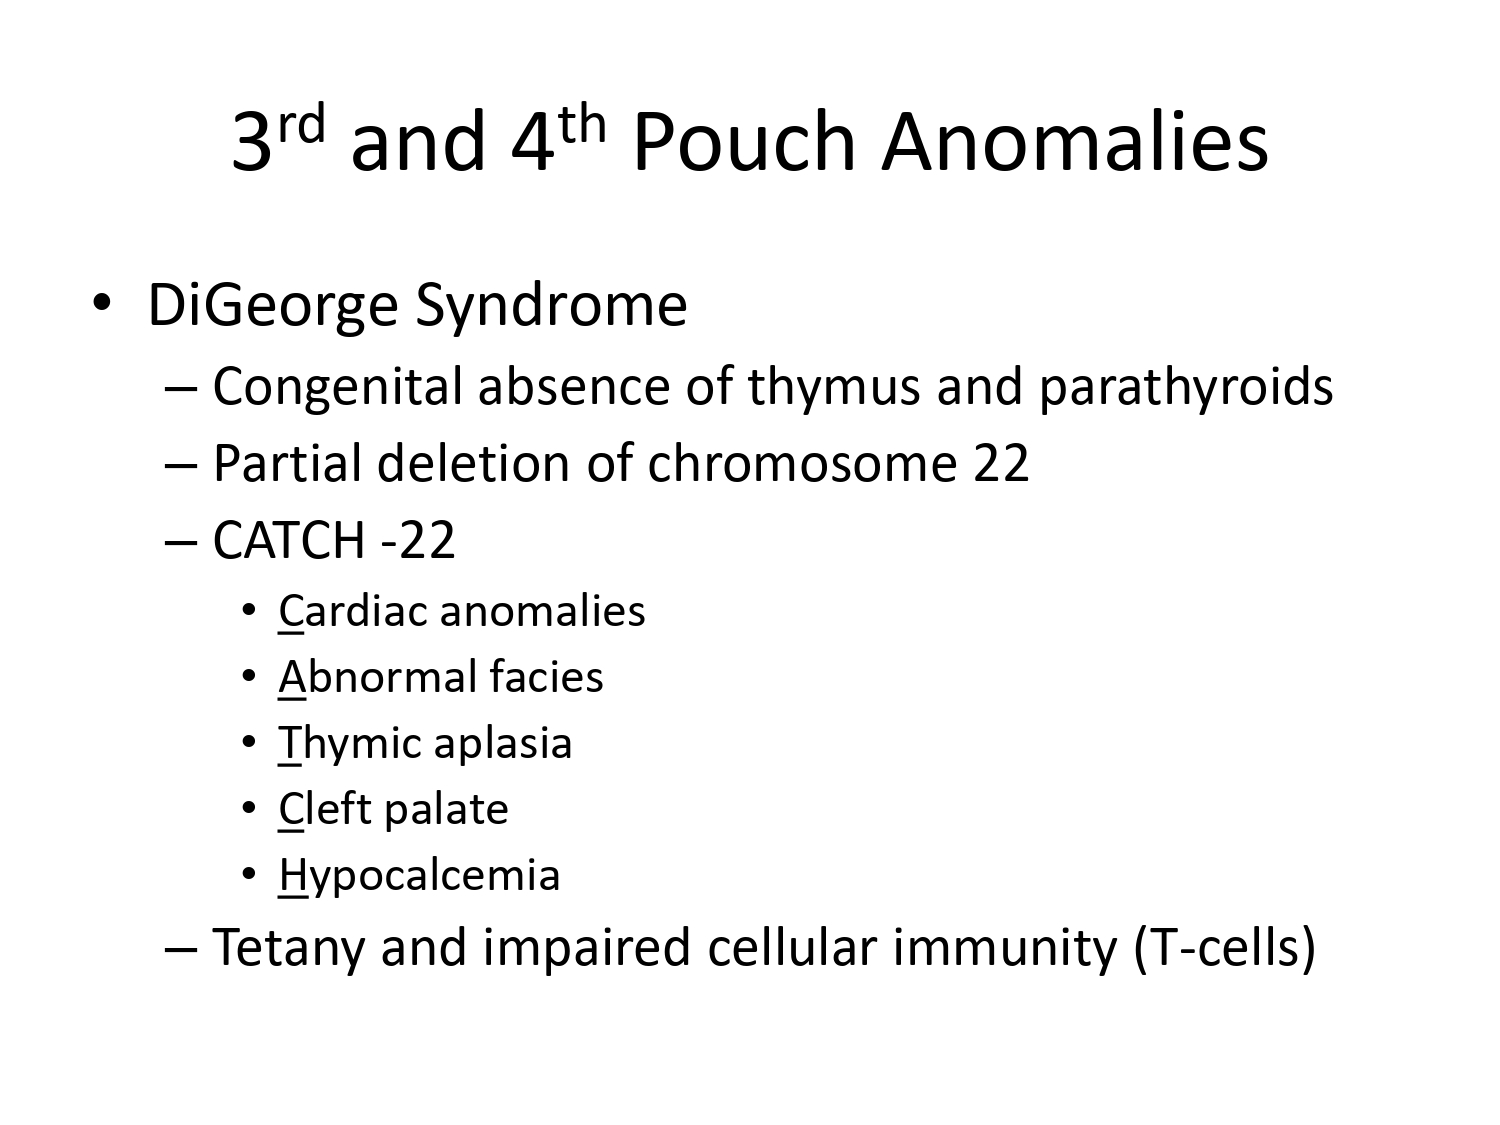 3rd and 4th Pouch Anomalies
• DiGeorge Syndrome
– Congenital absence of thymus and parathyroids
– Partial deletion of chromosome 22
– CATCH -22
• Cardiac anomalies
• Abnormal facies
• Thymic aplasia
• Cleft palate
• Hypocalcemia
– Tetany and impaired cellular immunity (T-cells)